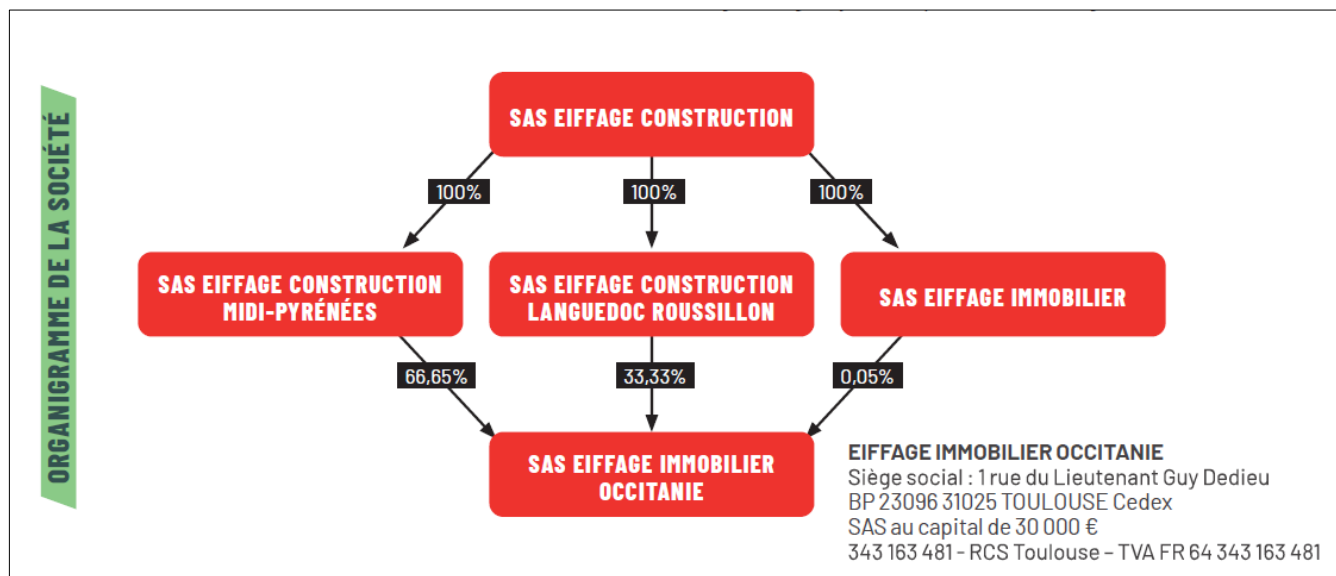 ORGANIGRAMME DE LA SOCIÉTÉ
SAS EIFFAGE CONSTRUCTION
100%
100%
100%
SAS EIFFAGE CONSTRUCTION
MIDI-PYRÉNÉES
SAS EIFFAGE CONSTRUCTION
LANGUEDOC ROUSSILLON
SAS EIFFAGE IMMOBILIER
66,65%
33,33%
0,05%
SAS EIFFAGE IMMOBILIER
OCCITANIE
EIFFAGE IMMOBILIER OCCITANIE
Siège social : 1 rue du Lieutenant Guy Dedieu
BP 23096 31025 TOULOUSE Cedex
SAS au capital de 30 000 €
343 163 481 - RCS Toulouse – TVA FR 64 343 163 481